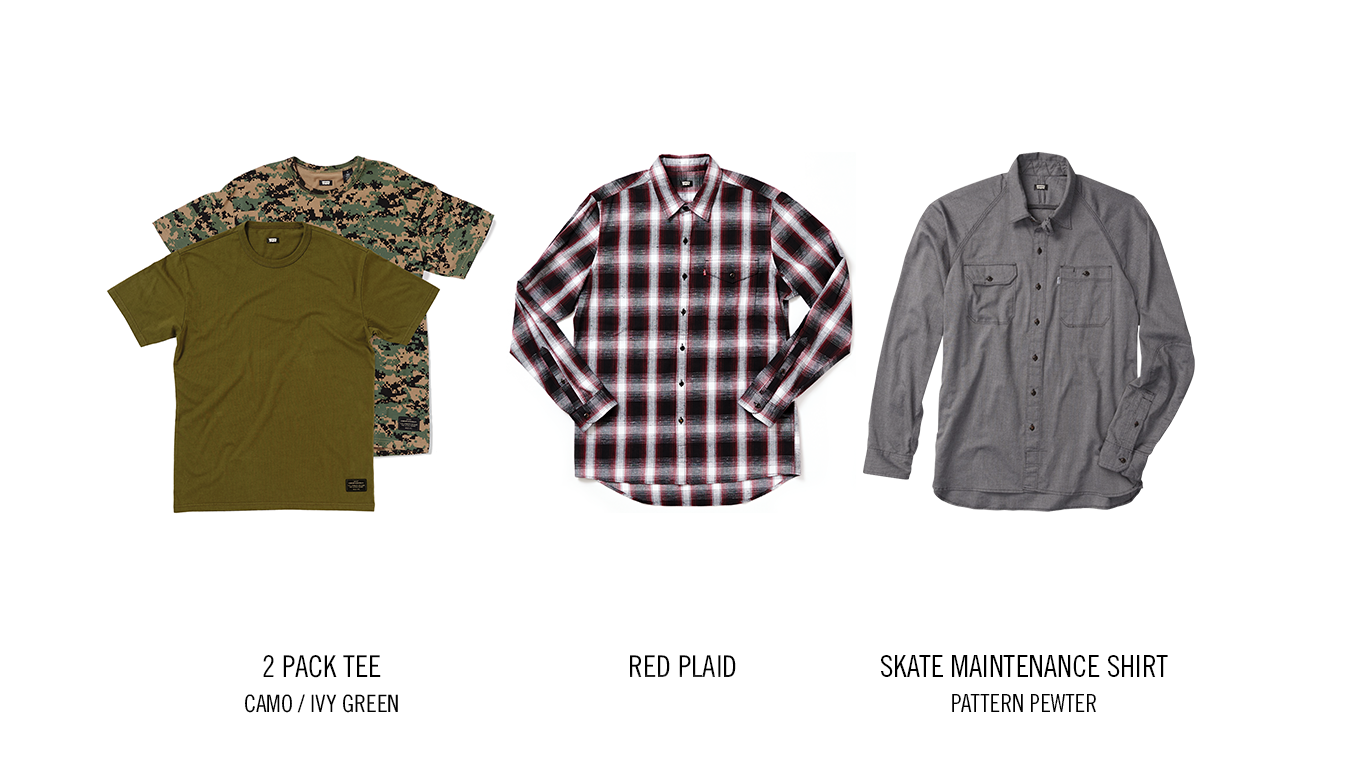 2 PACK TEE
CAMO / IVY GREEN
RED PLAID
SKATE MAINTENANCE SHIRT
PATTERN PEWTER